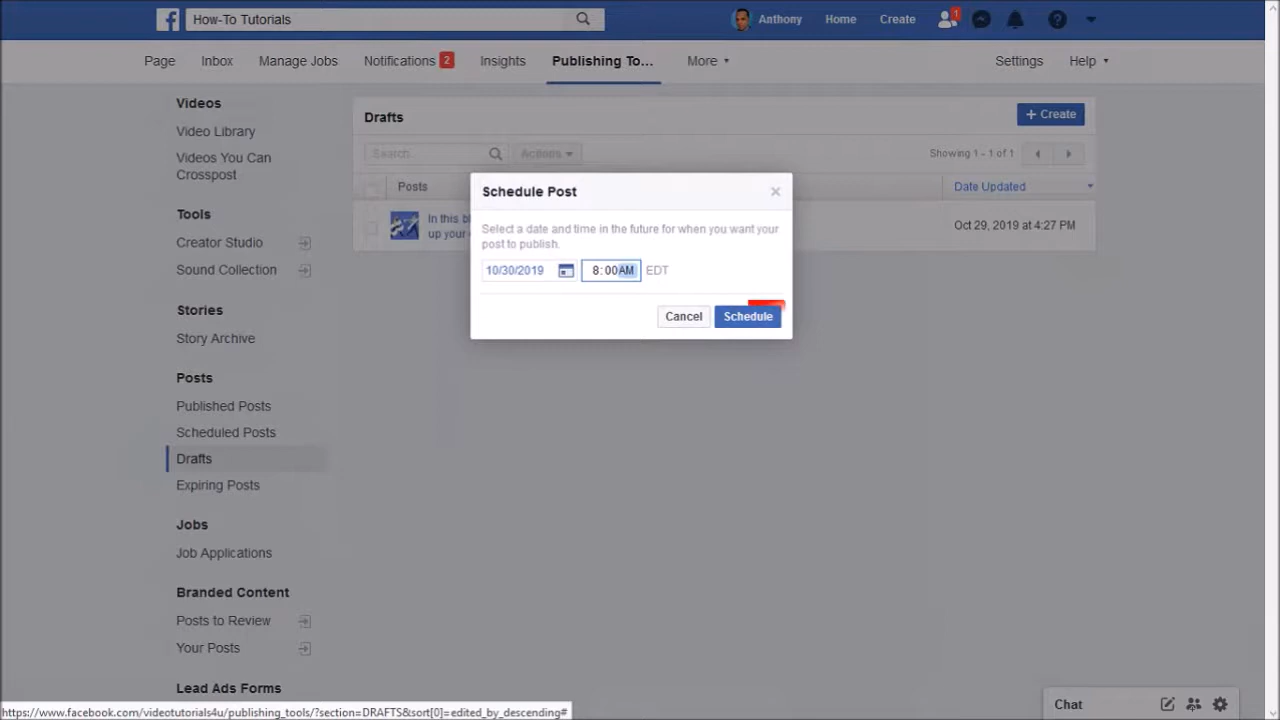 How-To Tutorials
Anthony
Home
Create
1
Page
Inbox
Manage Jobs
Notifications 2
Insights
Publishing To...
More
Settings
Help
Videos
Video Library
Videos You Can
Crosspost
Tools
Creator Studio
Sound Collection
Stories
Story Archive
Posts
Published Posts
Scheduled Posts
Drafts
Expiring Posts
Jobs
Job Applications
Branded Content
Posts to Review
Your Posts
Lead Ads Forms
Drafts
+ Create
Search
Actions
Showing 1 - 1 of 1
Posts
Date Updated
In this
up your
Oct 29, 2019 at 4:27 PM
Schedule Post
Select a date and time in the future for when you want your
post to publish.
10/30/2019
8:00AM
EDT
Cancel
Schedule
Chat
https://www.facebook.com/videotutorials4u/publishing_tools/?section=DRAFTS&sort[0]=edited_by_descending#